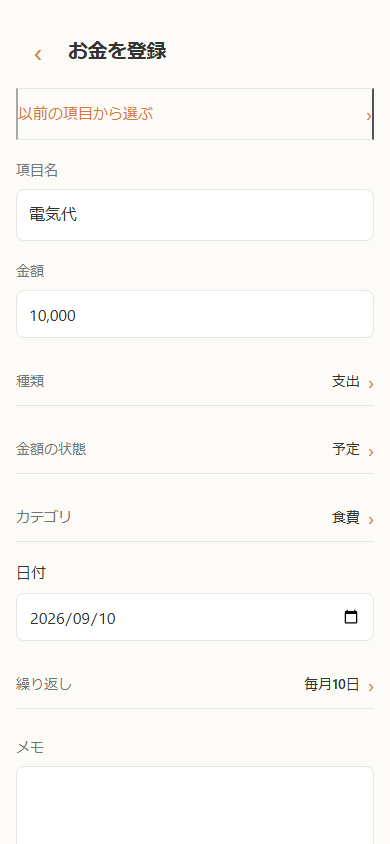 ‹ お金を登録
以前の項目から選ぶ ›
項目名
電気代
金額
10,000
種類 支出 ›
金額の状態 予定 ›
カテゴリ 食費 ›
日付
2026/09/10
繰り返し 毎月10日 ›
メモ